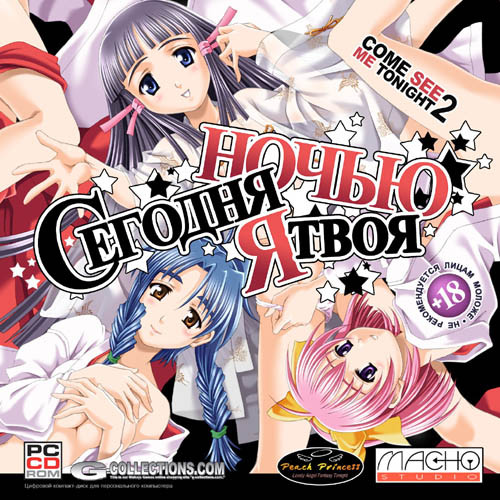 COME SEE
ME TONIGHT 2
НОЧЬЮ
СЕГОДНЯ
Я ТВОЯ
НЕ РЕКОМЕНДУЕТСЯ ЛИЦАМ МОЛОЖЕ •
+18
PC
CD
ROM
G-COLLECTIONS.COM
Peach Princess
MACHO
STUDIO
Цифровой компакт диск для персонального компьютера